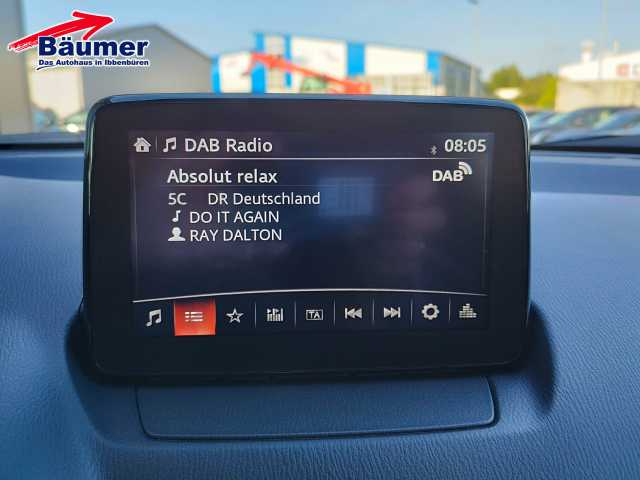 Bäumer
Das Autohaus in Ibbenbüren
DAB Radio
08:05
Absolut relax
DAB
5C DR Deutschland
DO IT AGAIN
RAY DALTON
TA